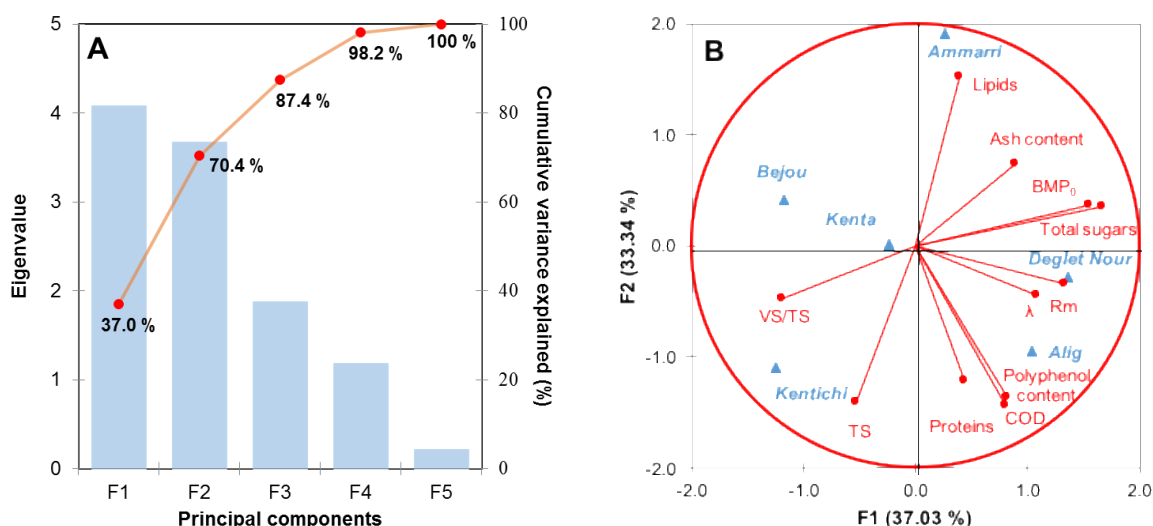 A
Eigenvalue
5
4
3
2
1
0
37.0 %
70.4 %
87.4 %
98.2 %
100 %
100
80
60
40
20
0
Cumulative variance explained (%)
F1 F2 F3 F4 F5
Principal components
B
F2 (33.34 %)
2.0
1.0
0.0
-1.0
-2.0
Ammarri
Lipids
Ash content
Bejou
BMP₀
Kenta
Total sugars
Deglet Nour
VS/TS
λ
Rm
Alig
Kentichi
Polyphenol
content
TS
Proteins
COD
-2.0 -1.0 0.0 1.0 2.0
F1 (37.03 %)